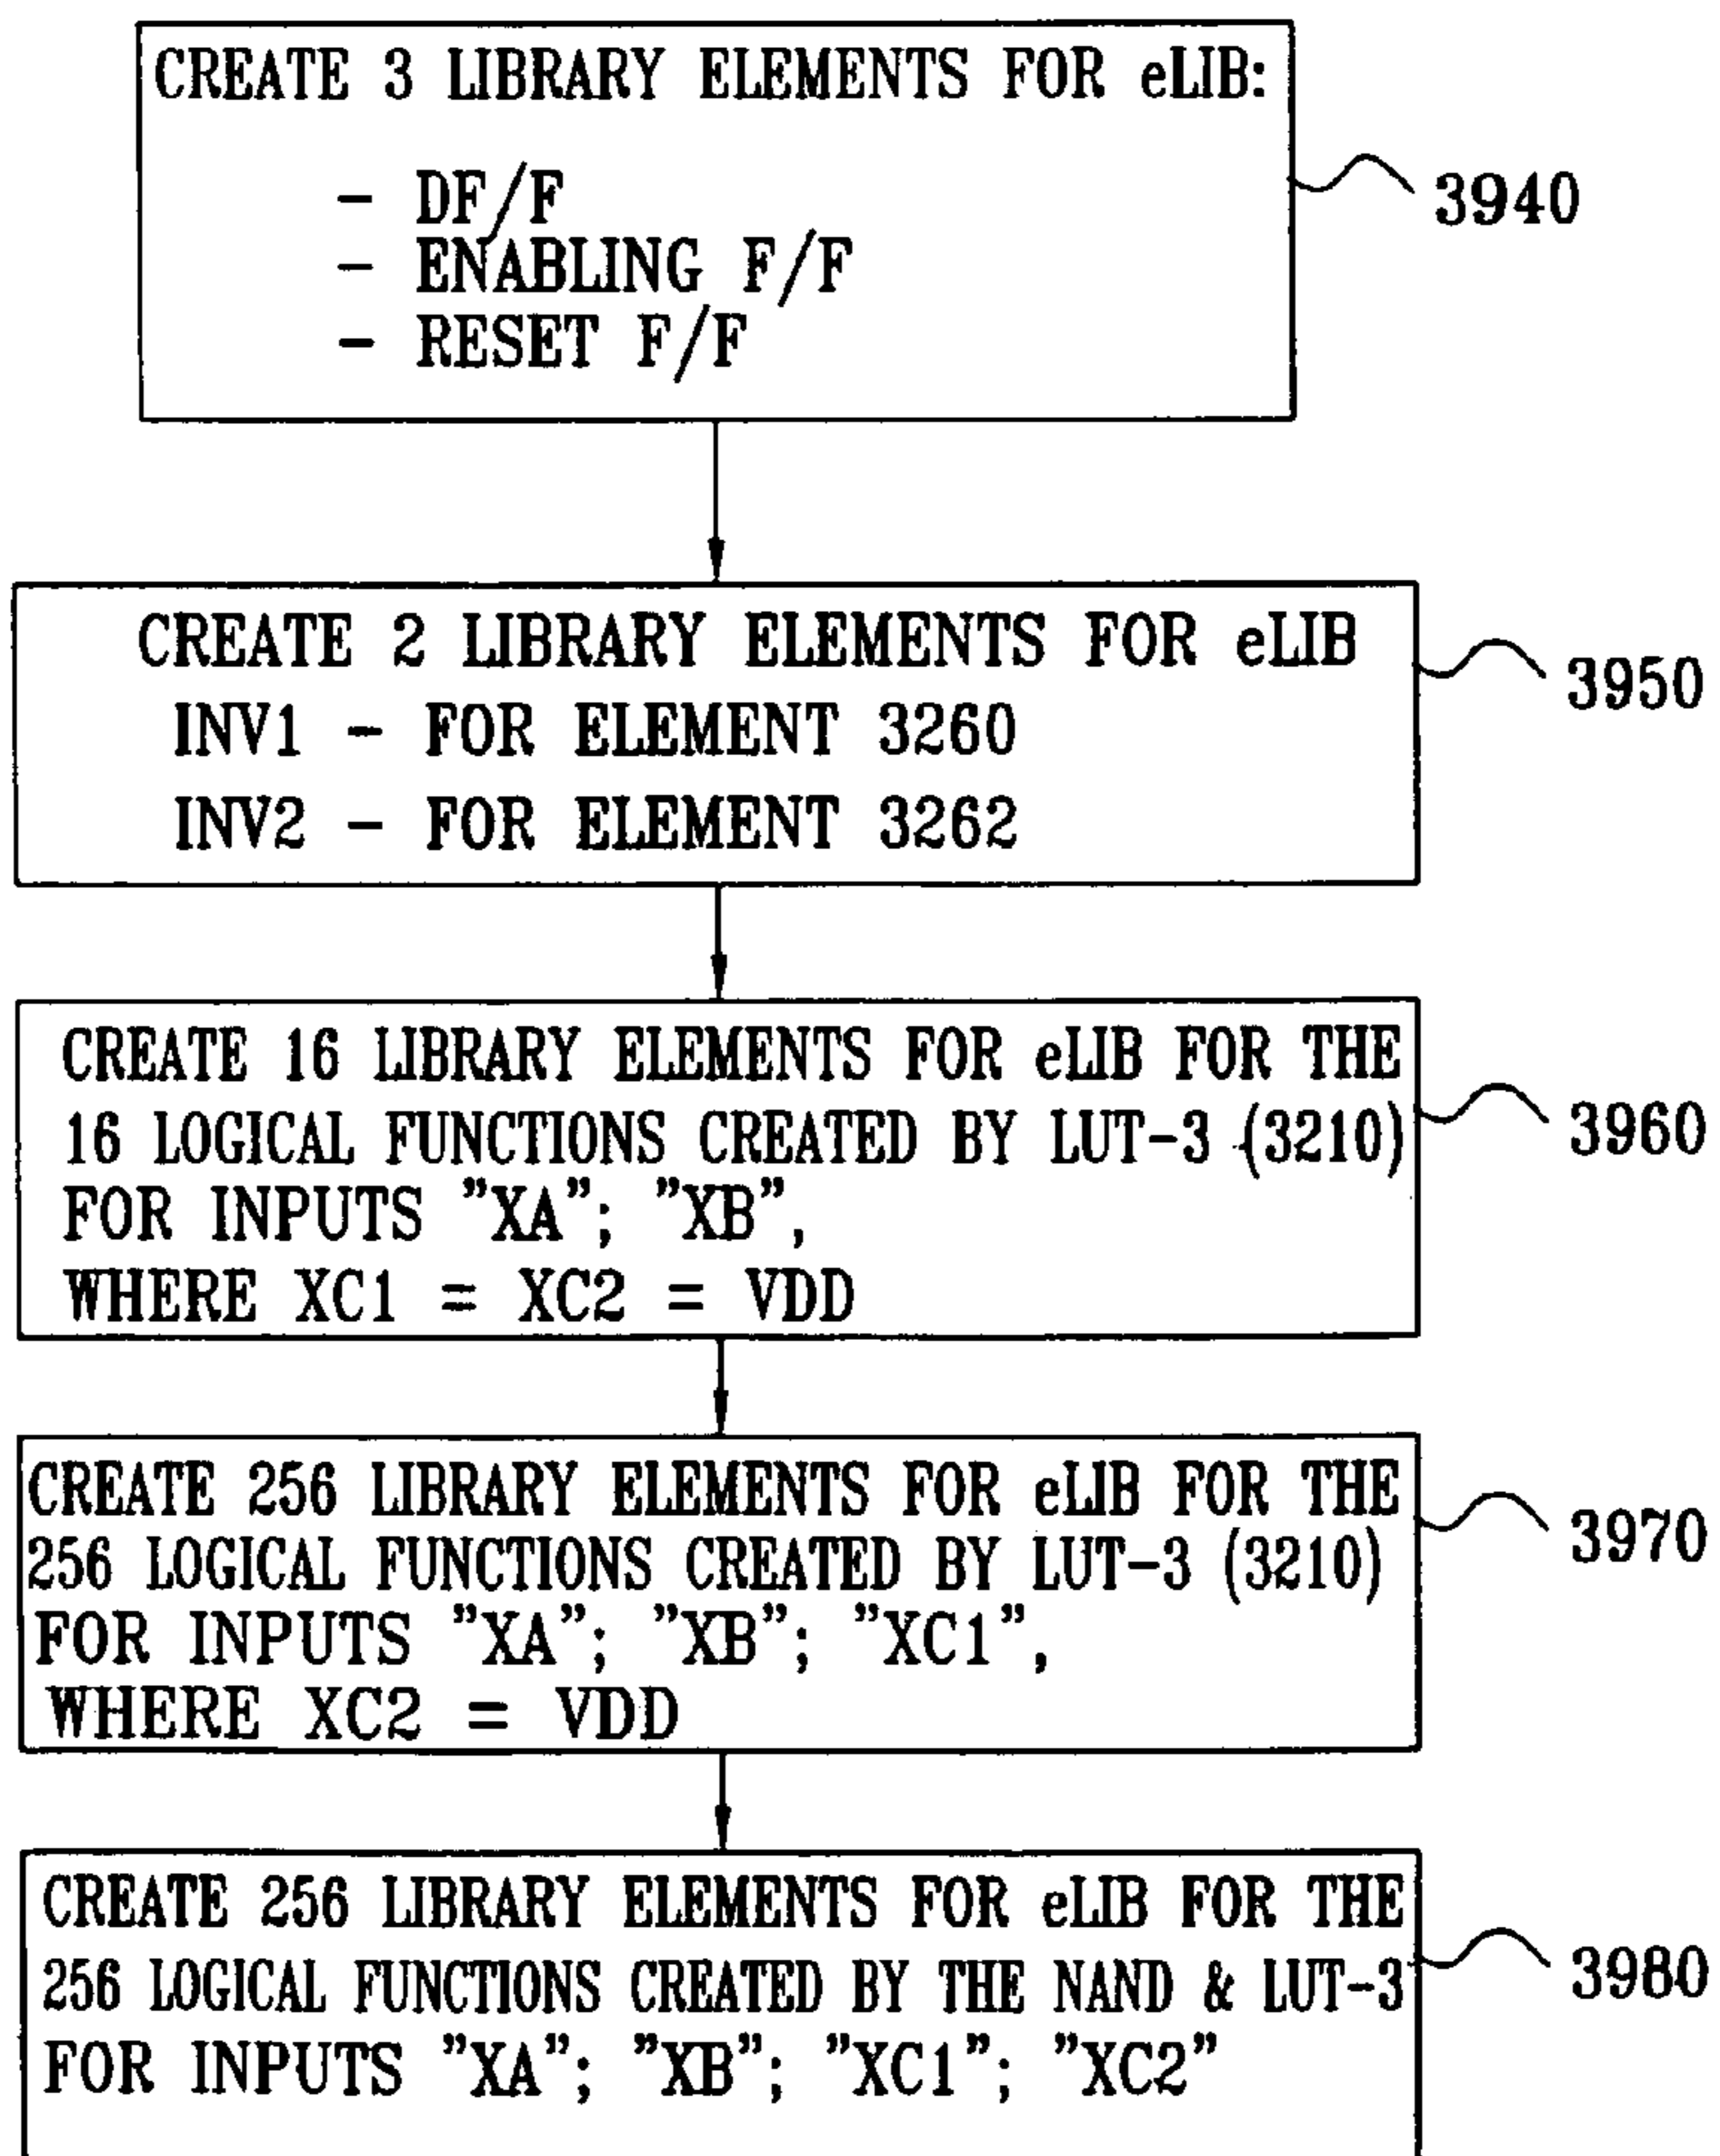 CREATE 3 LIBRARY ELEMENTS FOR eLIB:
- DF/F
- ENABLING F/F
- RESET F/F
3940
CREATE 2 LIBRARY ELEMENTS FOR eLIB
INV1 - FOR ELEMENT 3260
INV2 - FOR ELEMENT 3262
3950
CREATE 16 LIBRARY ELEMENTS FOR eLIB FOR THE
16 LOGICAL FUNCTIONS CREATED BY LUT-3 (3210)
FOR INPUTS "XA"; "XB",
WHERE XC1 = XC2 = VDD
3960
CREATE 256 LIBRARY ELEMENTS FOR eLIB FOR THE
256 LOGICAL FUNCTIONS CREATED BY LUT-3 (3210)
FOR INPUTS "XA"; "XB"; "XC1",
WHERE XC2 = VDD
3970
CREATE 256 LIBRARY ELEMENTS FOR eLIB FOR THE
256 LOGICAL FUNCTIONS CREATED BY THE NAND & LUT-3
FOR INPUTS "XA"; "XB"; "XC1"; "XC2"
3980